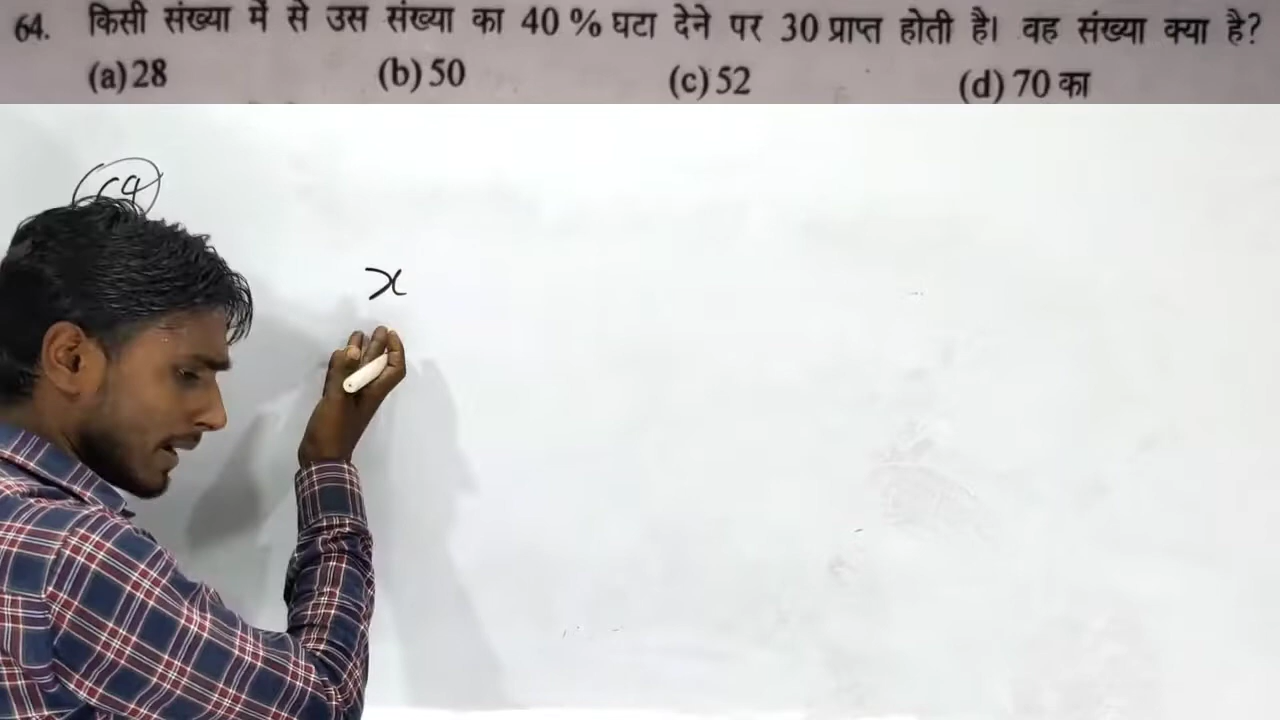 64. किसी संख्या में से उस संख्या का 40 % घटा देने पर 30 प्राप्त होती है। वह संख्या क्या है?
(a) 28 (b) 50 (c) 52 (d) 70 का
64
x